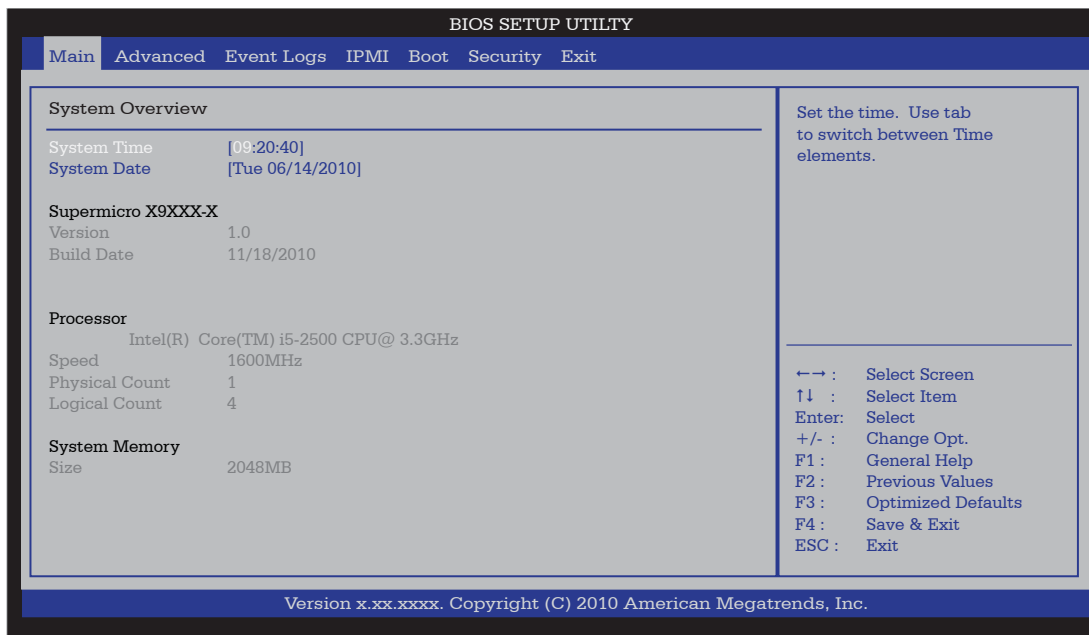 BIOS SETUP UTILTY
Main Advanced Event Logs IPMI Boot Security Exit
System Overview
System Time [09:20:40]
System Date [Tue 06/14/2010]
Supermicro X9XXX-X
Version 1.0
Build Date 11/18/2010
Processor
Intel(R) Core(TM) i5-2500 CPU@ 3.3GHz
Speed 1600MHz
Physical Count 1
Logical Count 4
System Memory
Size 2048MB
Set the time. Use tab
to switch between Time
elements.
←→ : Select Screen
↑↓ : Select Item
Enter: Select
+/- : Change Opt.
F1 : General Help
F2 : Previous Values
F3 : Optimized Defaults
F4 : Save & Exit
ESC : Exit
Version x.xx.xxxx. Copyright (C) 2010 American Megatrends, Inc.